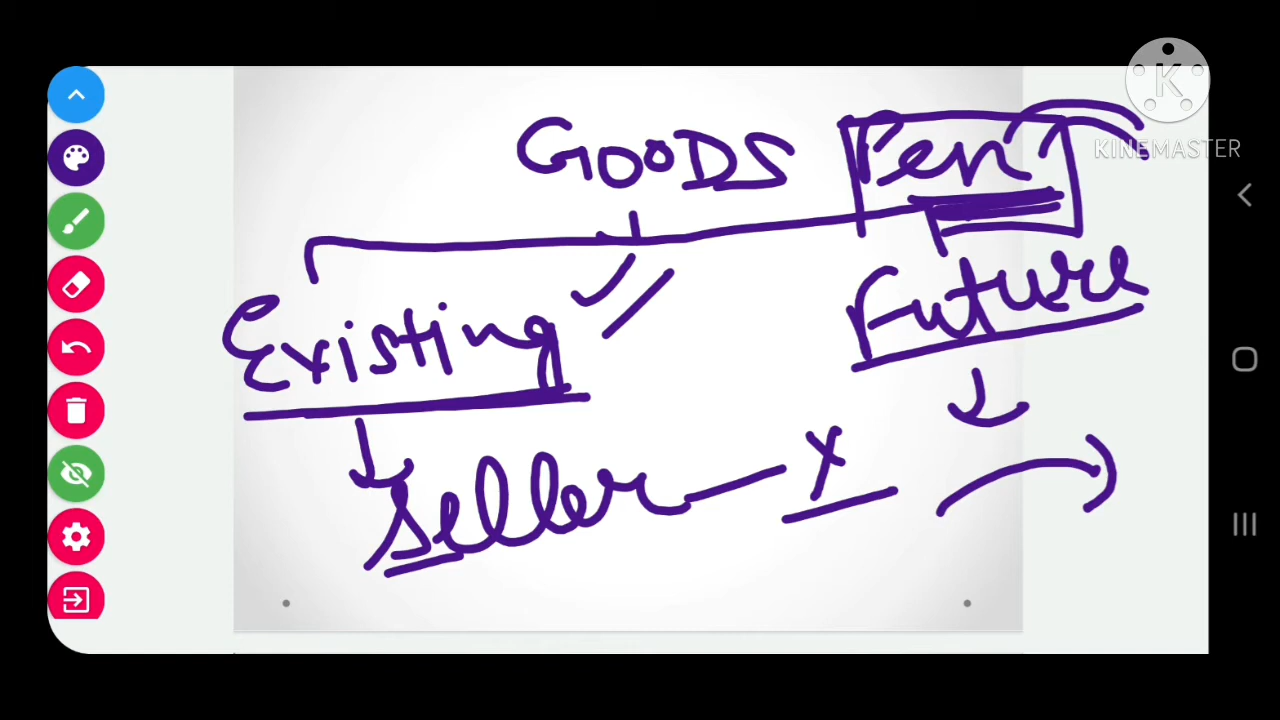 GOODS Pen
KINEMASTER
Existing
Future
Seller — X